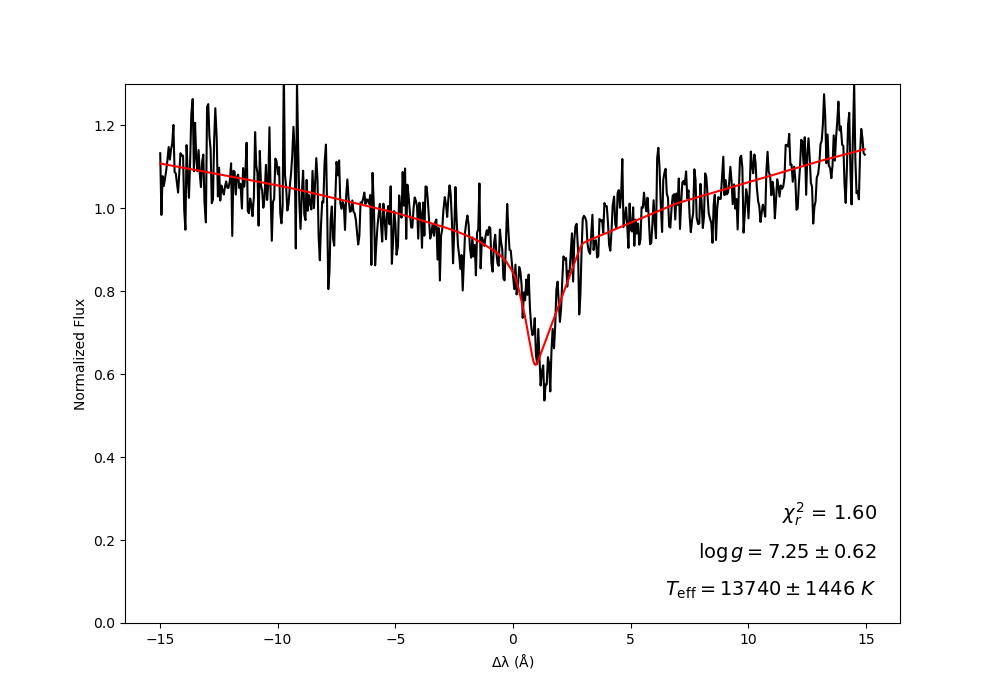 1.2
1.0
0.8
0.6
0.4
0.2
0.0
Normalized Flux
χ²ᵣ = 1.60
log g = 7.25 ± 0.62
T_eff = 13740 ± 1446 K
−15 −10 −5 0 5 10 15
Δλ (Å)